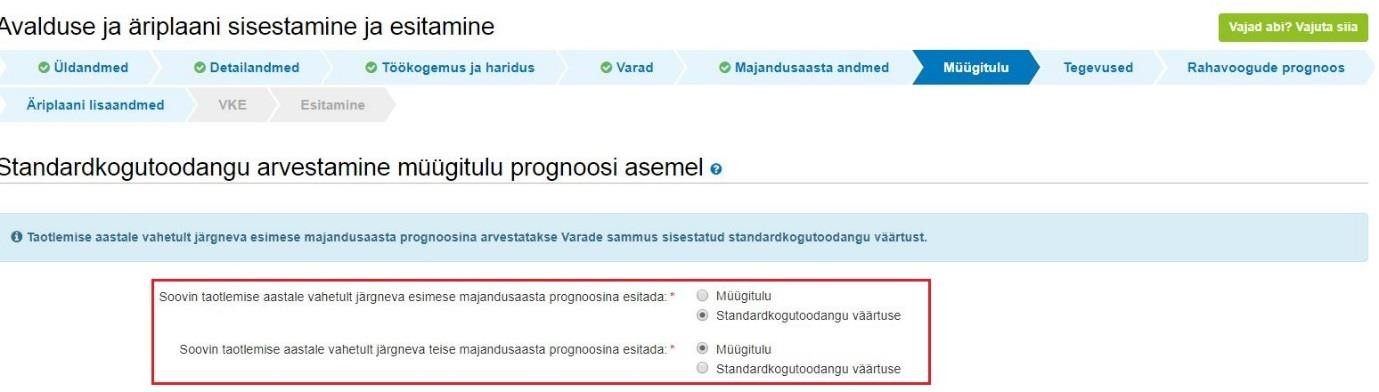 Avalduse ja äriplaani sisestamine ja esitamine
Vajad abi? Vajuta siia
Üldandmed
Detailandmed
Töökogemus ja haridus
Varad
Majandusaasta andmed
Müügitulu
Tegevused
Rahavoogude prognoos
Äriplaani lisaandmed
VKE
Esitamine
Standardkogutoodangu arvestamine müügitulu prognoosi asemel
Taotlemise aastale vahetult järgneva esimese majandusaasta prognoosina arvestatakse Varade sammus sisestatud standardkogutoodangu väärtust.
Soovin taotlemise aastale vahetult järgneva esimese majandusaasta prognoosina esitada: *
Müügitulu
Standardkogutoodangu väärtuse
Soovin taotlemise aastale vahetult järgneva teise majandusaasta prognoosina esitada: *
Müügitulu
Standardkogutoodangu väärtuse